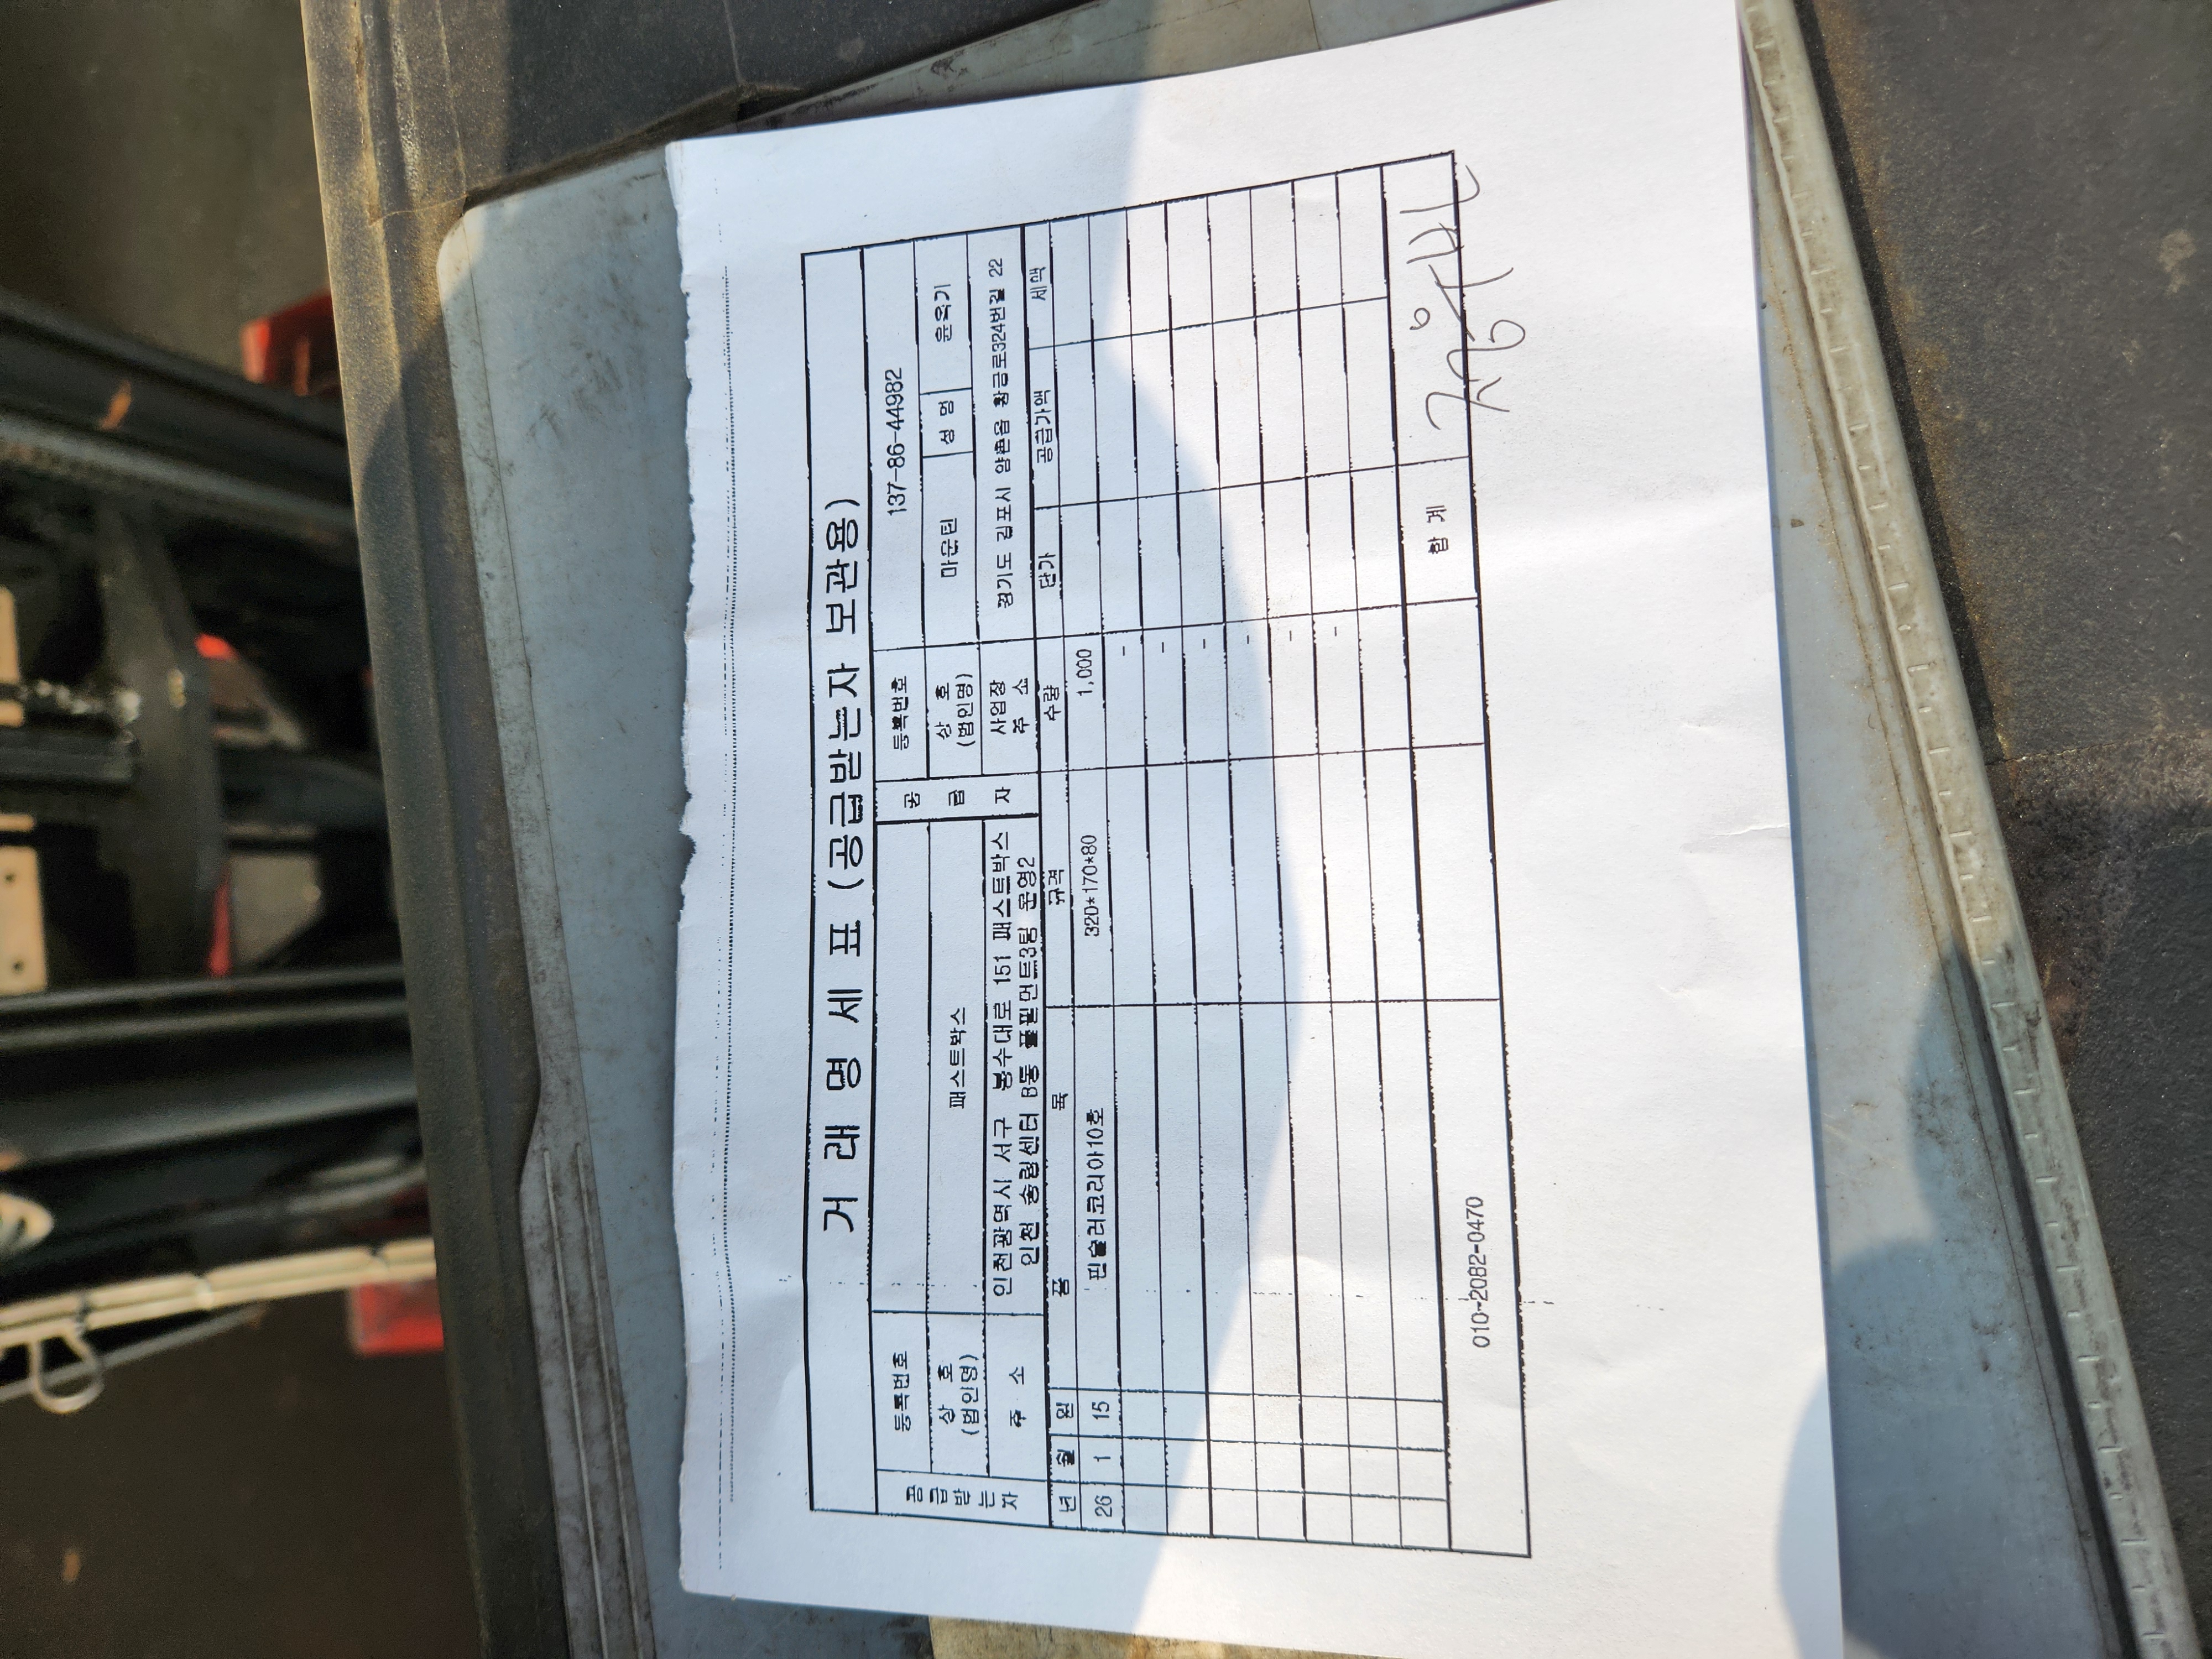 거 래 명 세 표 (공급받는자 보관용)
공급받는자
등록번호
공급자
등록번호 137-86-44982
상 호 (법인명) 패스트박스
상 호 (법인명) 마운틴 성 명 윤옥기
주 소 인천광역시 서구 봉수대로 151 패스트박스
인천 송림센터 B동 풀필먼트3팀 운영2
사업장 주 소 경기도 김포시 양촌읍 황금로324번길 22
년 월 일 품 목 규격 수량 단가 공급가액 세액
26 1 15 핀슬러코리아10호 320*170*80 1,000
-
-
-
-
-
-
010-2082-0470 합 계